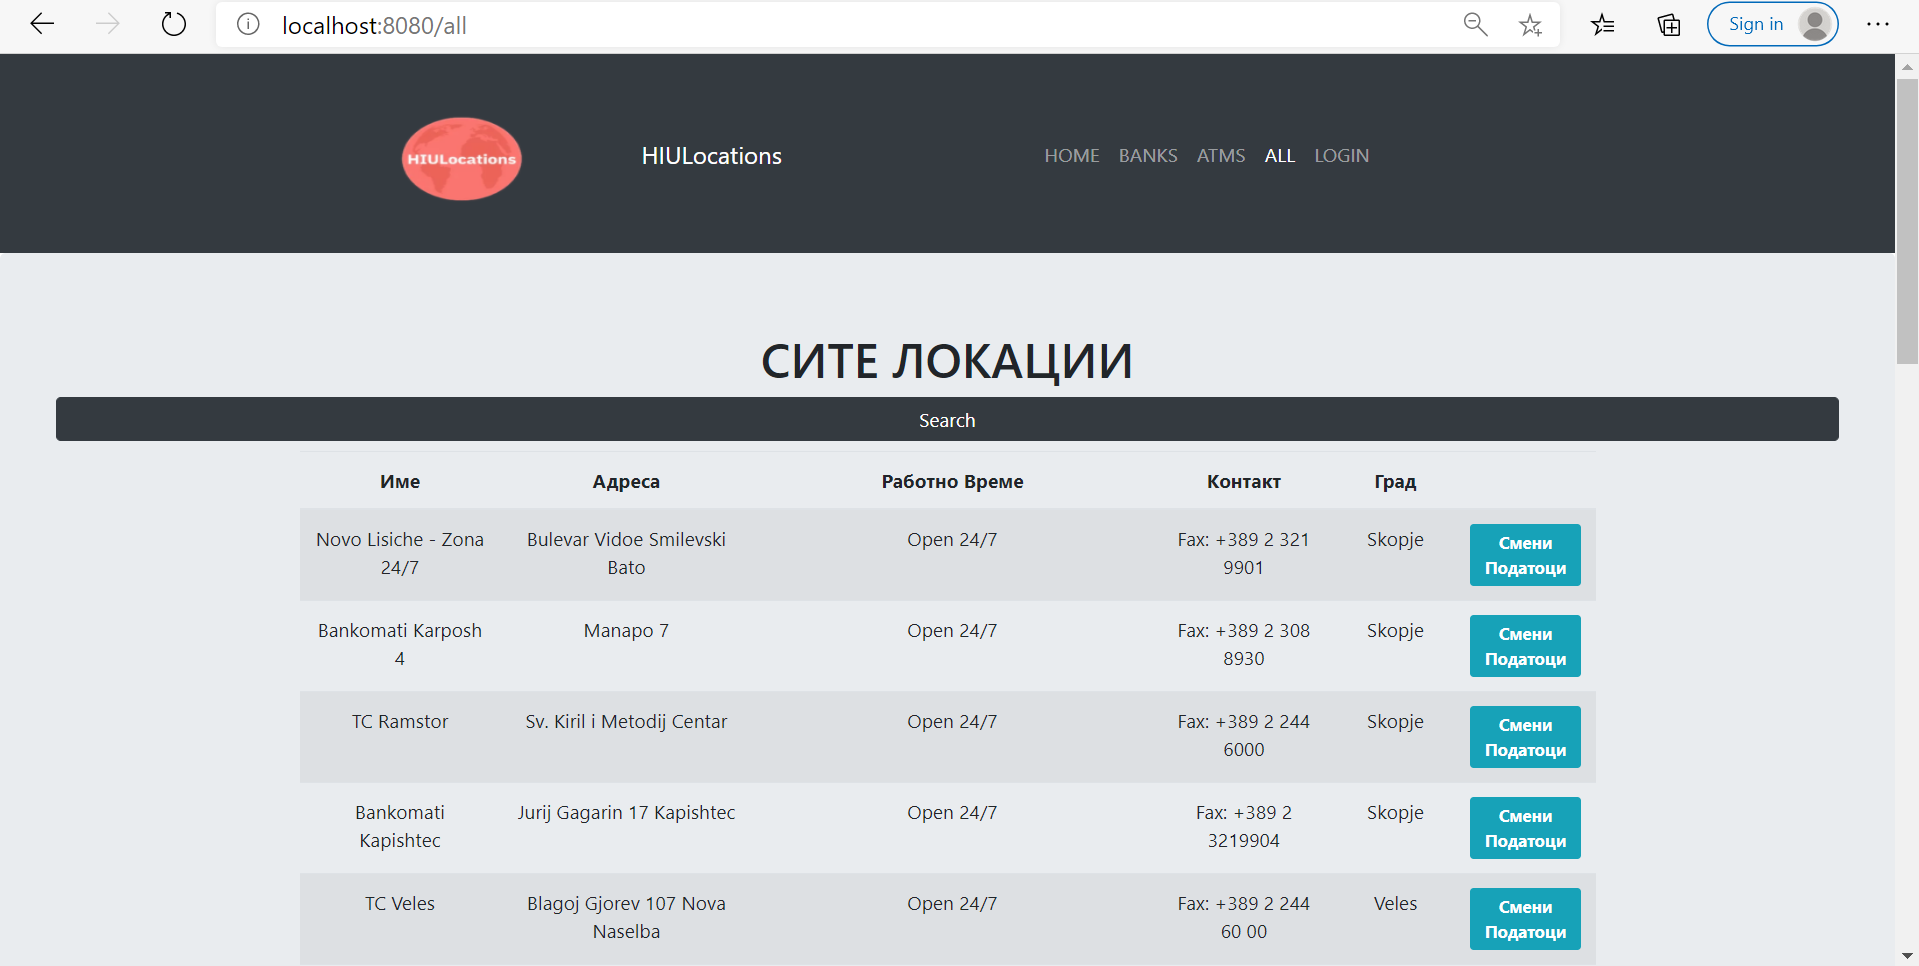 localhost:8080/all
Sign in
HIULocations
HIULocations
HOME BANKS ATMS ALL LOGIN
СИТЕ ЛОКАЦИИ
Search
Име Адреса Работно Време Контакт Град
Novo Lisiche - Zona Bulevar Vidoe Smilevski Open 24/7 Fax: +389 2 321 Skopje Смени
24/7 Bato 9901 Податоци
Bankomati Karposh Manapo 7 Open 24/7 Fax: +389 2 308 Skopje Смени
4 8930 Податоци
TC Ramstor Sv. Kiril i Metodij Centar Open 24/7 Fax: +389 2 244 Skopje Смени
6000 Податоци
Bankomati Jurij Gagarin 17 Kapishtec Open 24/7 Fax: +389 2 Skopje Смени
Kapishtec 3219904 Податоци
TC Veles Blagoj Gjorev 107 Nova Open 24/7 Fax: +389 2 244 Veles Смени
Naselba 60 00 Податоци